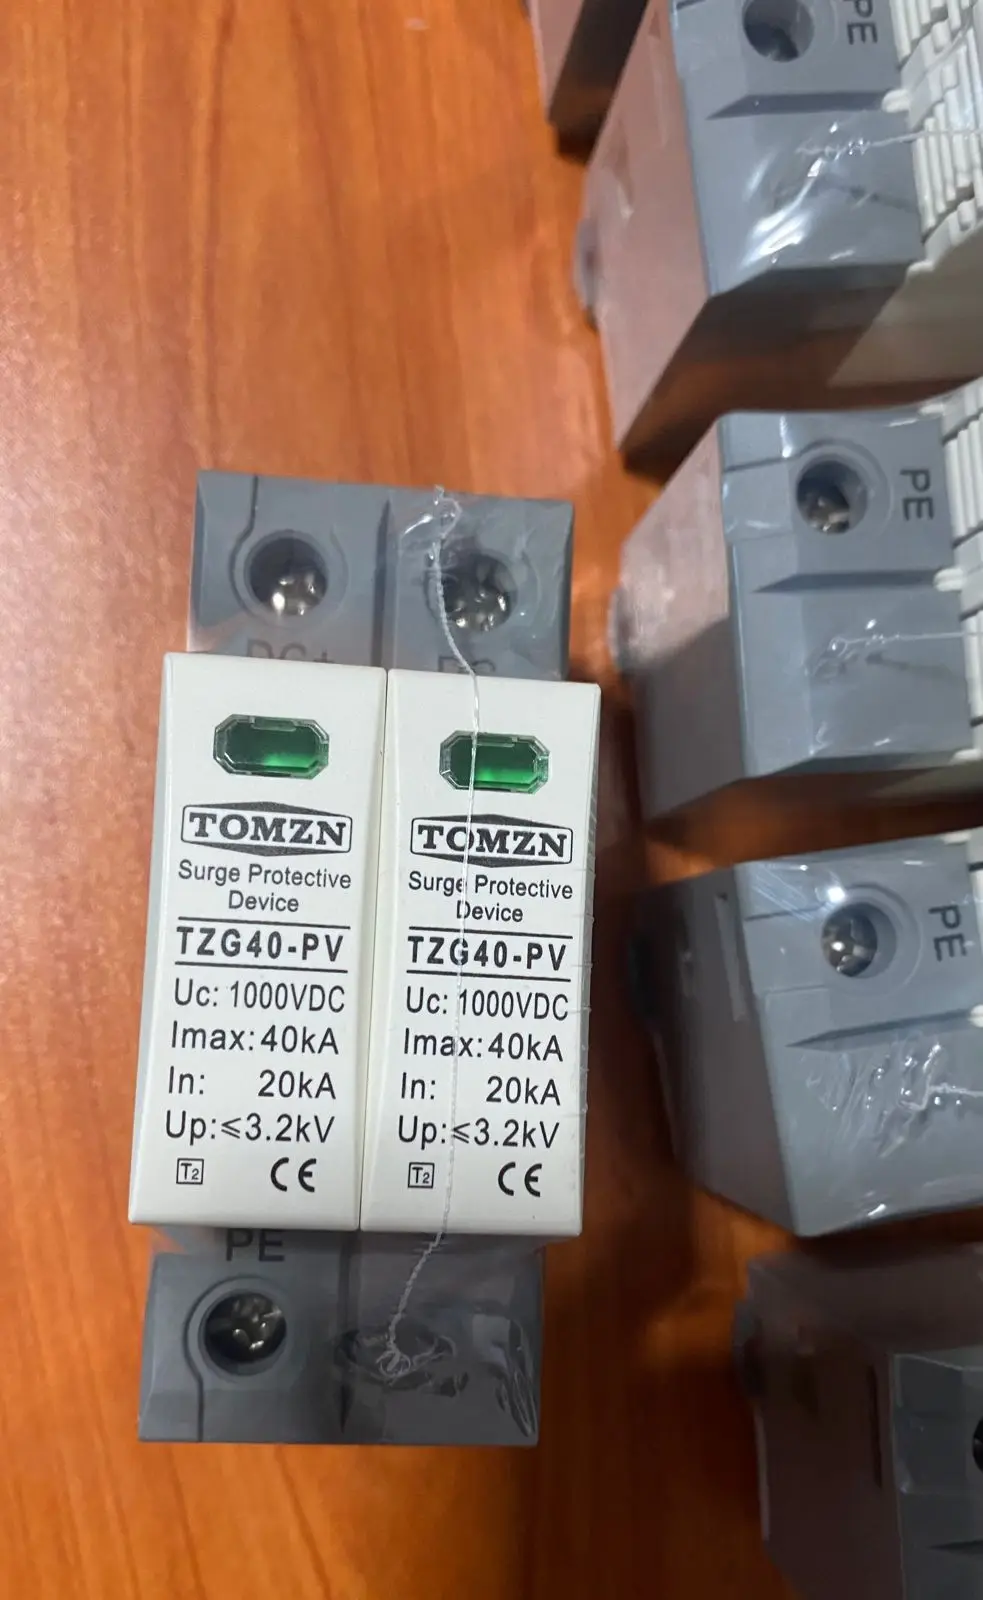 PE
PE
PE
DC+
DC
TOMZN
Surge Protective
Device
TZG40-PV
Uc: 1000VDC
Imax: 40kA
In: 20kA
Up:≤3.2kV
T2 CE
TOMZN
Surge Protective
Device
TZG40-PV
Uc: 1000VDC
Imax: 40kA
In: 20kA
Up:≤3.2kV
T2 CE
PE